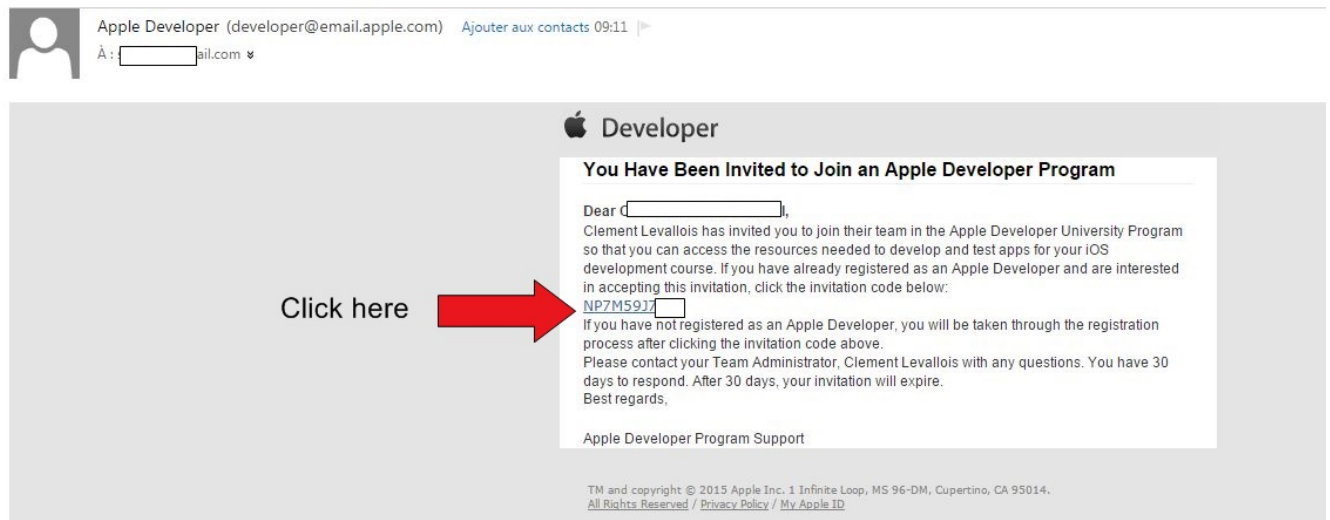 Apple Developer (developer@email.apple.com) Ajouter aux contacts 09:11
À : ail.com
Developer
You Have Been Invited to Join an Apple Developer Program
Dear
Clement Levallois has invited you to join their team in the Apple Developer University Program
so that you can access the resources needed to develop and test apps for your iOS
development course. If you have already registered as an Apple Developer and are interested
in accepting this invitation, click the invitation code below:
Click here
NP7M59J7
If you have not registered as an Apple Developer, you will be taken through the registration
process after clicking the invitation code above.
Please contact your Team Administrator, Clement Levallois with any questions. You have 30
days to respond. After 30 days, your invitation will expire.
Best regards,
Apple Developer Program Support
TM and copyright © 2015 Apple Inc. 1 Infinite Loop, MS 96-DM, Cupertino, CA 95014.
All Rights Reserved / Privacy Policy / My Apple ID